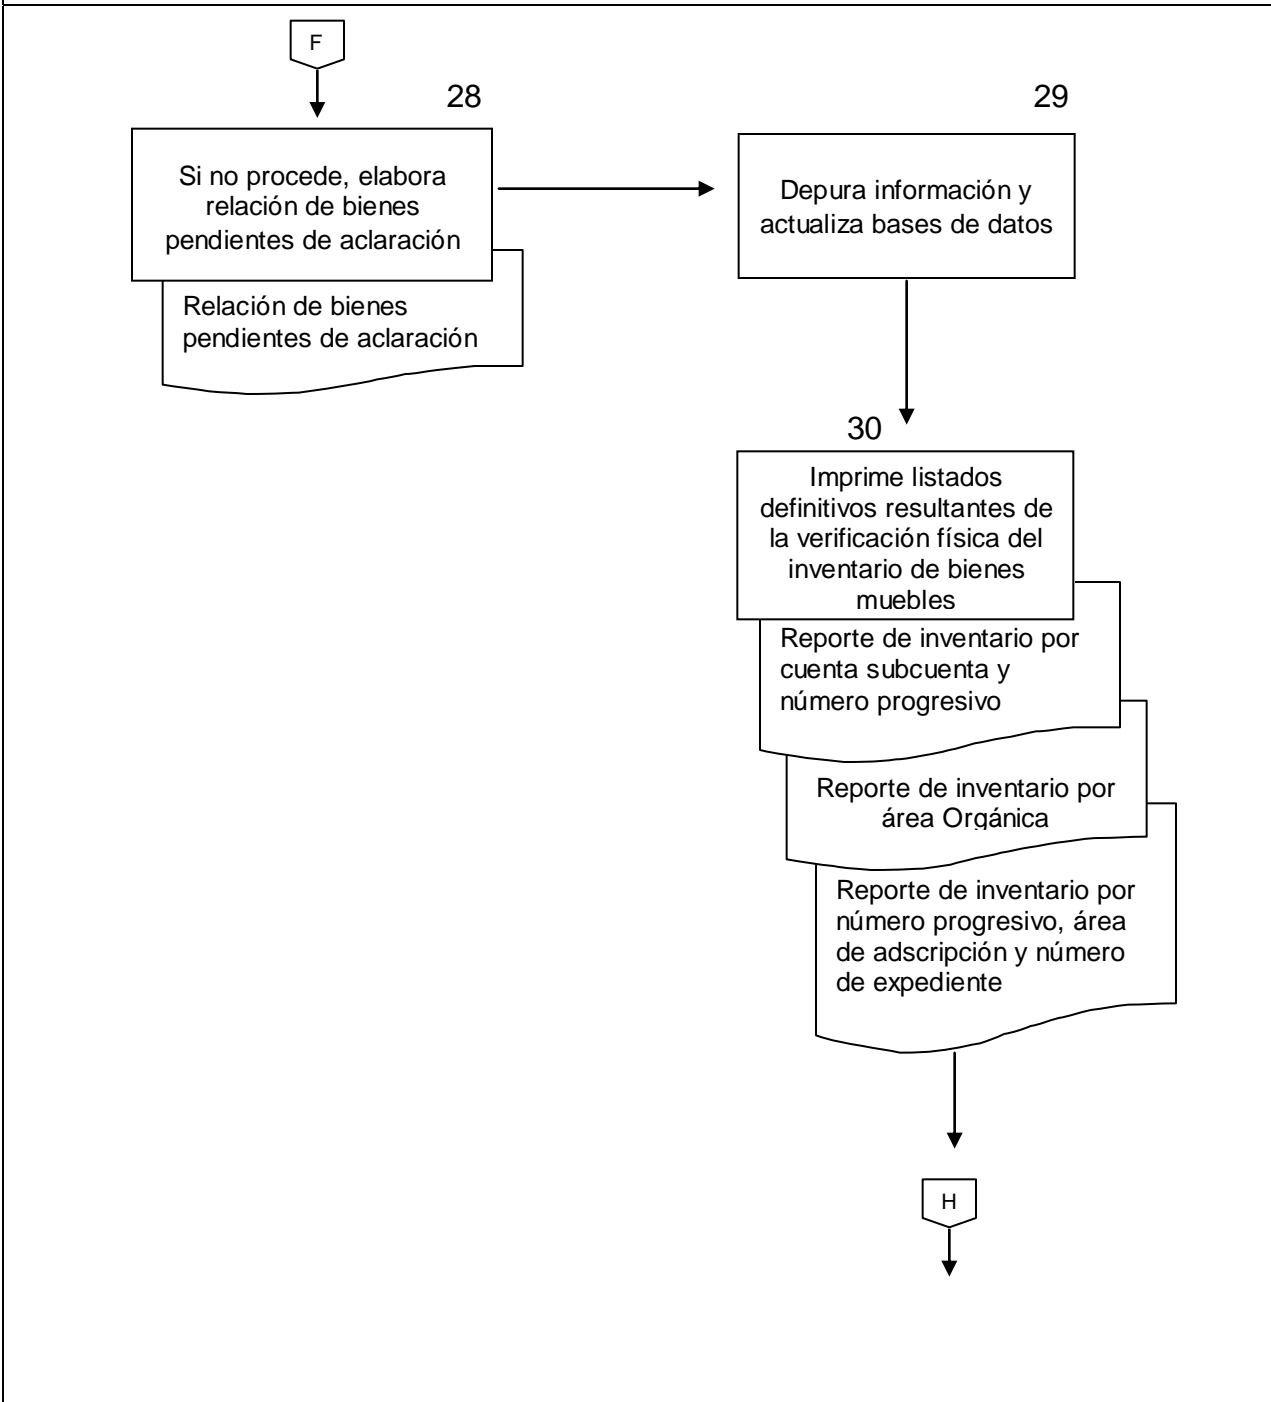 F
28
Si no procede, elabora
relación de bienes
pendientes de aclaración
Relación de bienes
pendientes de aclaración
29
Depura información y
actualiza bases de datos
30
Imprime listados
definitivos resultantes de
la verificación física del
inventario de bienes
muebles
Reporte de inventario por
cuenta subcuenta y
número progresivo
Reporte de inventario por
área Orgánica
Reporte de inventario por
número progresivo, área
de adscripción y número
de expediente
H